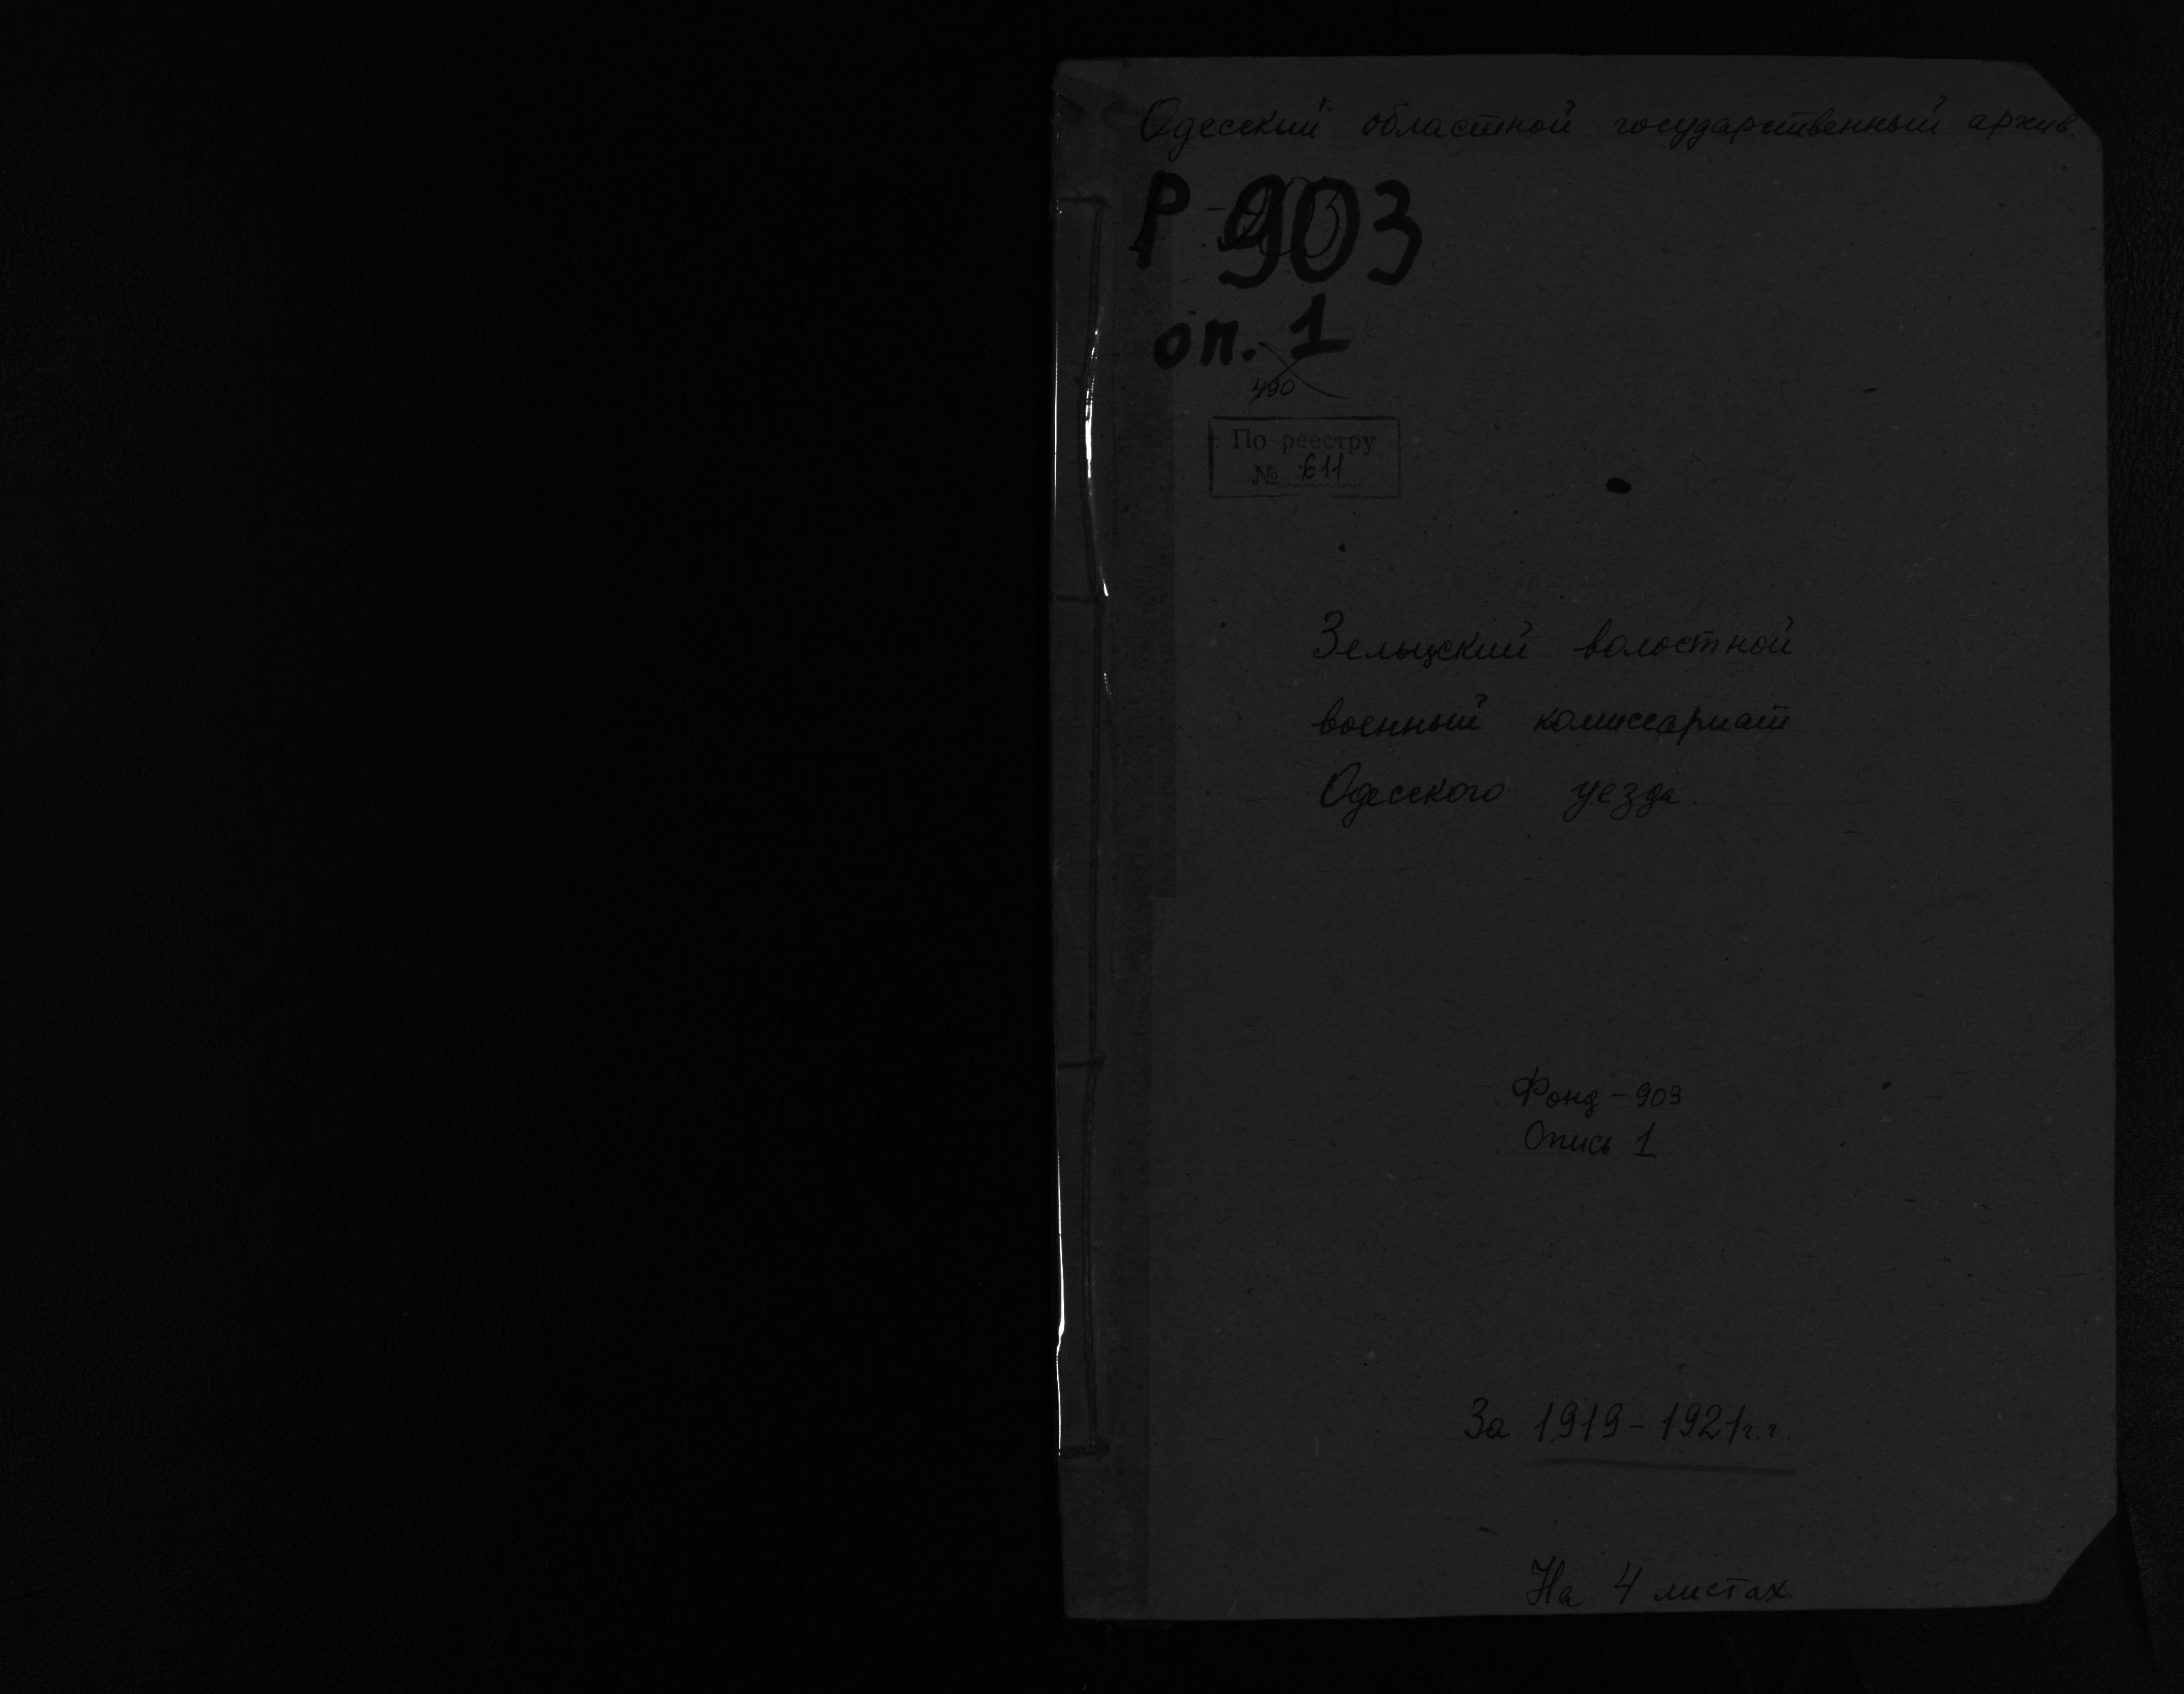 Одесский областной государственный архив.
Р-903
оп. 1
490
По реестру
№ 611
Зельцский волостной
военный комиссариат
Одесского уезда.
Фонд - 903
Опись 1
За 1919 - 1921 г.г.
На 4 листах.